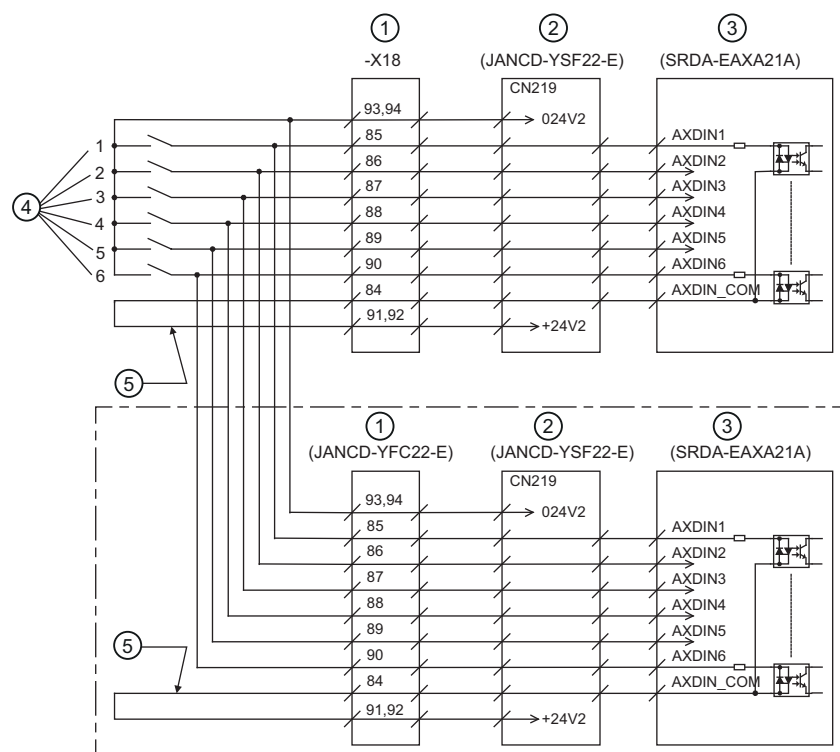 1 2 3
-X18 (JANCD-YSF22-E) (SRDA-EAXA21A)
CN219
93,94 024V2
85 AXDIN1
1
86 AXDIN2
2
87 AXDIN3
3
4
88 AXDIN4
4
89 AXDIN5
5
90 AXDIN6
6
84 AXDIN_COM
91,92 +24V2
5
1 2 3
(JANCD-YFC22-E) (JANCD-YSF22-E) (SRDA-EAXA21A)
CN219
93,94 024V2
85 AXDIN1
86 AXDIN2
87 AXDIN3
88 AXDIN4
89 AXDIN5
5
90 AXDIN6
84 AXDIN_COM
91,92 +24V2